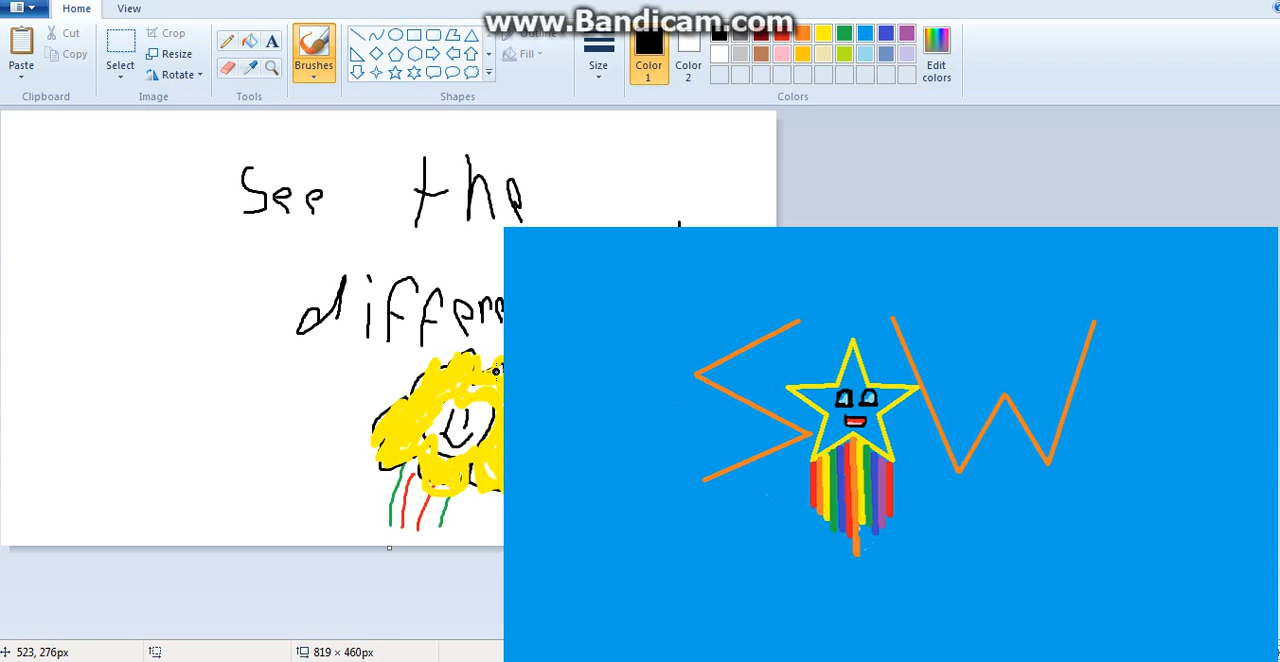 www.Bandicam.com
Home View
Cut
Copy
Paste
Clipboard
Crop
Resize
Rotate
Select
Image
Tools
Brushes
Shapes
Outline
Fill
Size
Color 1
Color 2
Edit colors
Colors
See the
differe
S W
523, 276px
819 × 460px